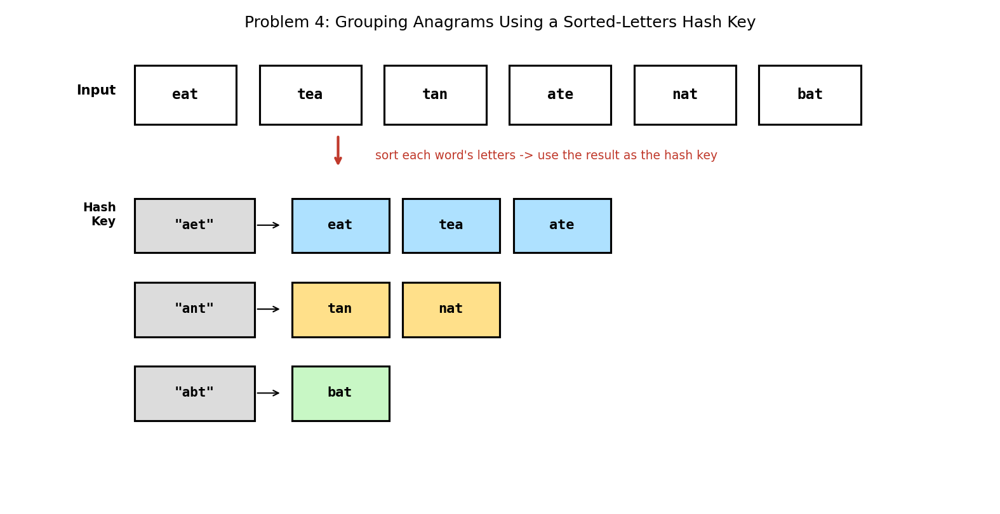 Problem 4: Grouping Anagrams Using a Sorted-Letters Hash Key
Input
eat
tea
tan
ate
nat
bat
sort each word's letters -> use the result as the hash key
Hash
Key
"aet"
eat
tea
ate
"ant"
tan
nat
"abt"
bat